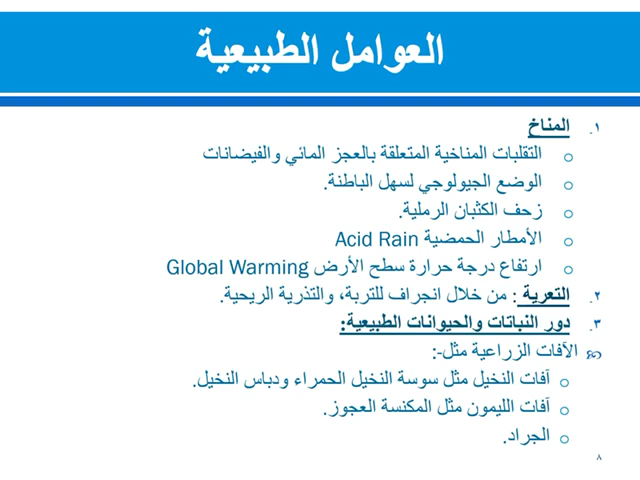 العوامل الطبيعية
١. المناخ
o التقلبات المناخية المتعلقة بالعجز المائي والفيضانات
o الوضع الجيولوجي لسهل الباطنة.
o زحف الكثبان الرملية.
o الأمطار الحمضية Acid Rain
o ارتفاع درجة حرارة سطح الأرض Global Warming
٢. التعرية : من خلال انجراف للتربة، والتذرية الريحية.
٣. دور النباتات والحيوانات الطبيعية:
الآفات الزراعية مثل:-
o آفات النخيل مثل سوسة النخيل الحمراء ودباس النخيل.
o آفات الليمون مثل المكنسة العجوز.
o الجراد.
٨